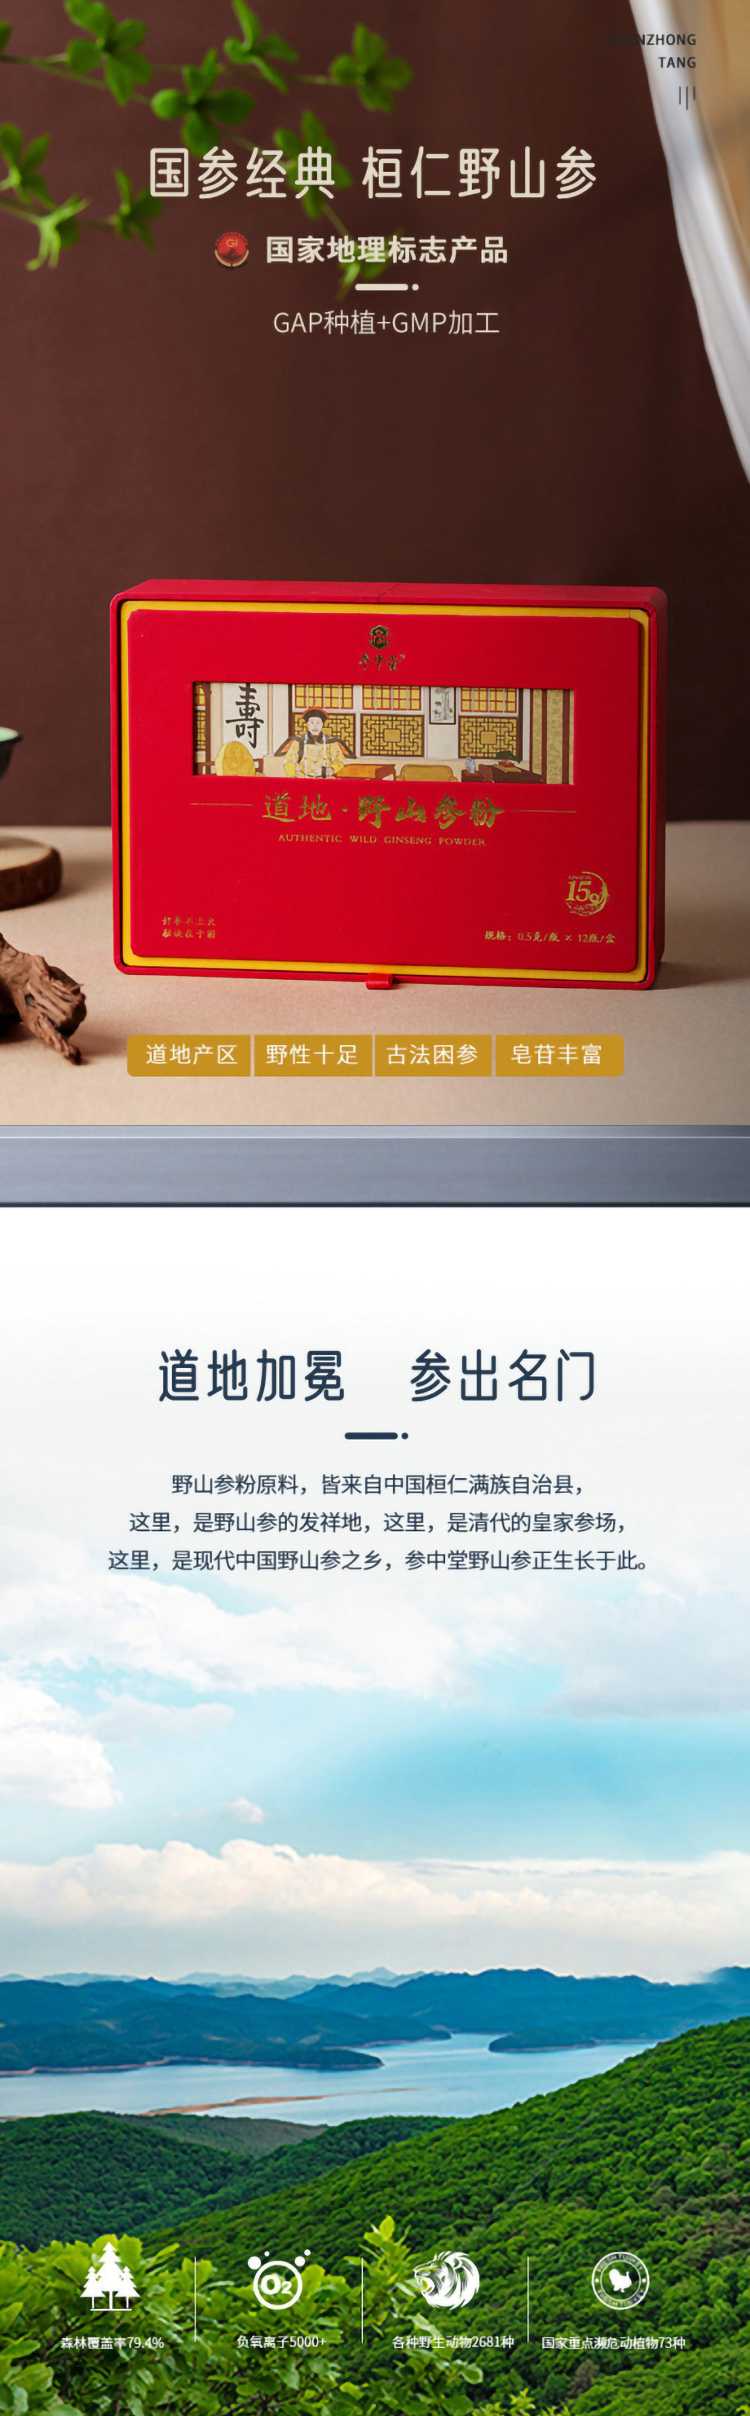 NZHONG
TANG
国参经典 桓仁野山参
GI
国家地理标志产品
GAP种植+GMP加工
参中堂
寿
道地·野山参粉
AUTHENTIC WILD GINSENG POWDER
15
规格：0.5克/瓶 × 12瓶/盒
道地产区 野性十足 古法困参 皂苷丰富
道地加冕 参出名门
野山参粉原料，皆来自中国桓仁满族自治县，
这里，是野山参的发祥地，这里，是清代的皇家参场，
这里，是现代中国野山参之乡，参中堂野山参正生长于此。
O2
森林覆盖率79.4% 负氧离子5000+ 各种野生动物2681种 国家重点濒危动植物73种